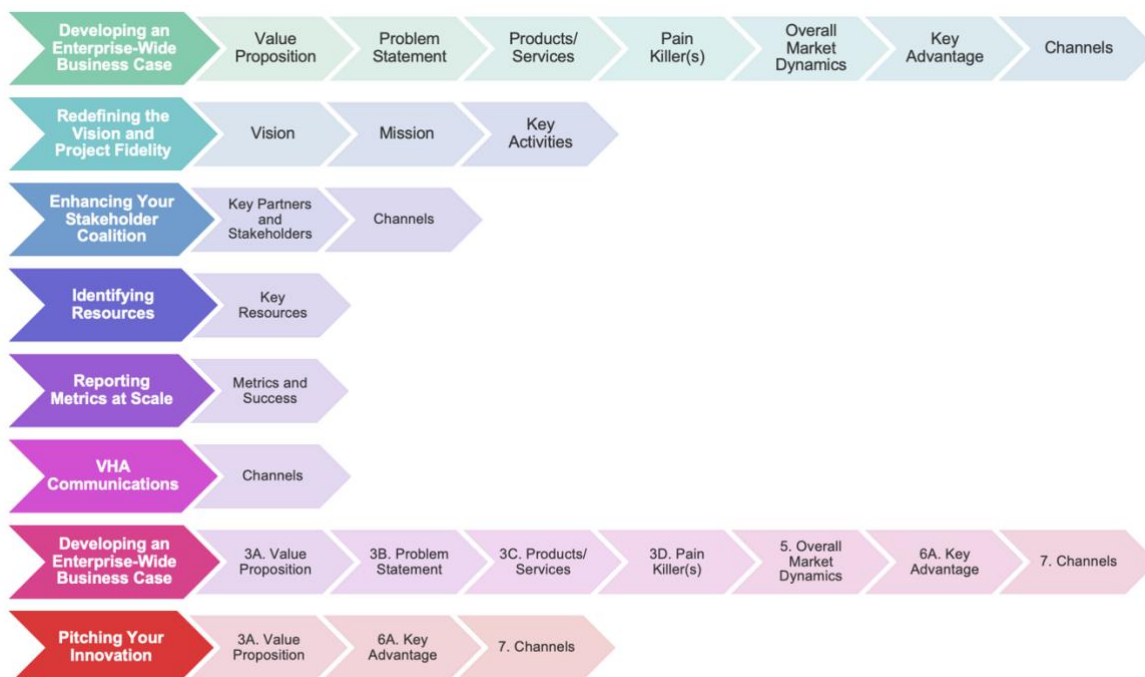 Developing an
Enterprise-Wide
Business Case
Value
Proposition
Problem
Statement
Products/
Services
Pain
Killer(s)
Overall
Market
Dynamics
Key
Advantage
Channels
Redefining the
Vision and
Project Fidelity
Vision
Mission
Key
Activities
Enhancing Your
Stakeholder
Coalition
Key Partners
and
Stakeholders
Channels
Identifying
Resources
Key
Resources
Reporting
Metrics at Scale
Metrics and
Success
VHA
Communications
Channels
Developing an
Enterprise-Wide
Business Case
3A. Value
Proposition
3B. Problem
Statement
3C. Products/
Services
3D. Pain
Killer(s)
5. Overall
Market
Dynamics
6A. Key
Advantage
7. Channels
Pitching Your
Innovation
3A. Value
Proposition
6A. Key
Advantage
7. Channels